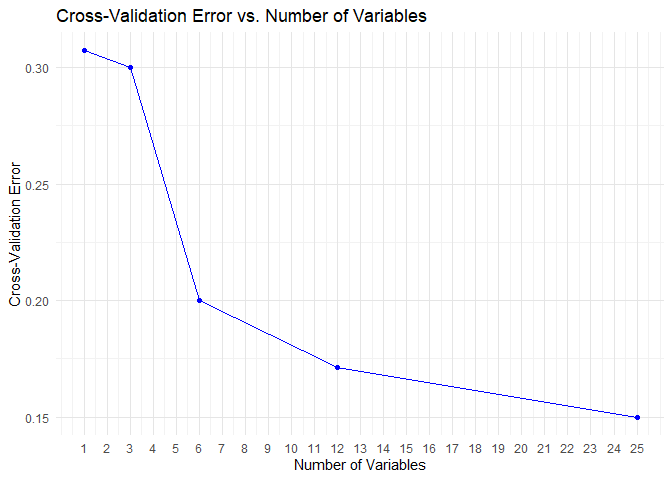 Cross-Validation Error vs. Number of Variables
Cross-Validation Error
0.30
0.25
0.20
0.15
1 2 3 4 5 6 7 8 9 10 11 12 13 14 15 16 17 18 19 20 21 22 23 24 25
Number of Variables